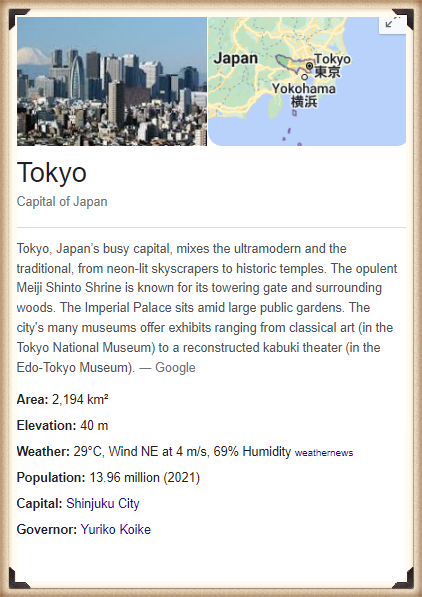 Japan
Tokyo
東京
Yokohama
横浜
Tokyo
Capital of Japan
Tokyo, Japan's busy capital, mixes the ultramodern and the
traditional, from neon-lit skyscrapers to historic temples. The opulent
Meiji Shinto Shrine is known for its towering gate and surrounding
woods. The Imperial Palace sits amid large public gardens. The
city's many museums offer exhibits ranging from classical art (in the
Tokyo National Museum) to a reconstructed kabuki theater (in the
Edo-Tokyo Museum). — Google
Area: 2,194 km²
Elevation: 40 m
Weather: 29°C, Wind NE at 4 m/s, 69% Humidity weathernews
Population: 13.96 million (2021)
Capital: Shinjuku City
Governor: Yuriko Koike